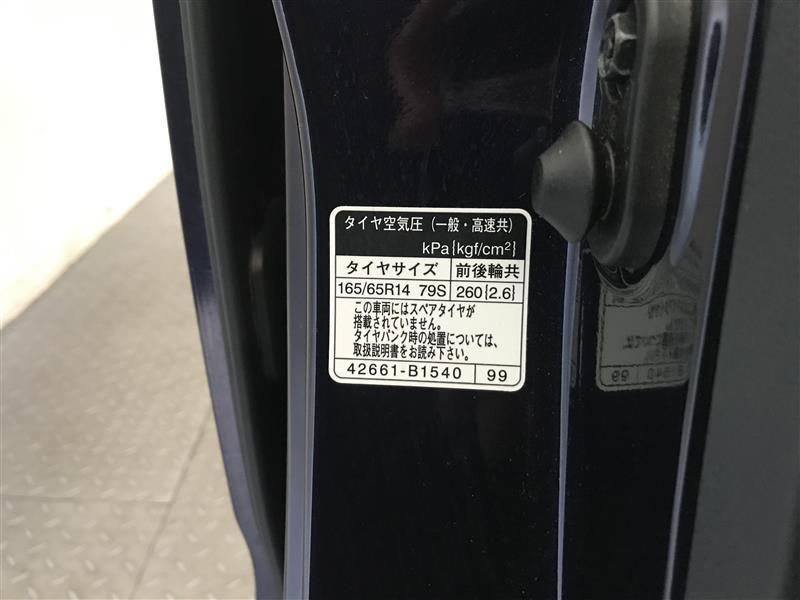 タイヤ空気圧 (一般・高速共)
kPa{kgf/cm²}
タイヤサイズ 前後輪共
165/65R14 79S 260{2.6}
この車両にはスペアタイヤが
搭載されていません。
タイヤパンク時の処置については、
取扱説明書をお読み下さい。
42661-B1540 99